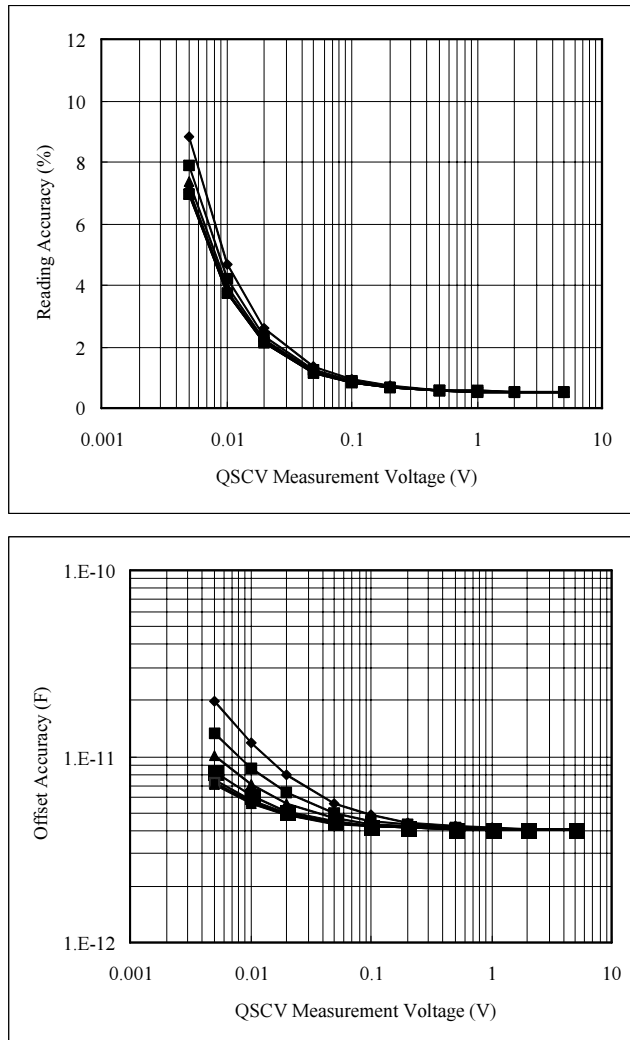 12
10
8
6
4
2
0
Reading Accuracy (%)
0.001 0.01 0.1 1 10
QSCV Measurement Voltage (V)
1.E-10
1.E-11
1.E-12
Offset Accuracy (F)
0.001 0.01 0.1 1 10
QSCV Measurement Voltage (V)